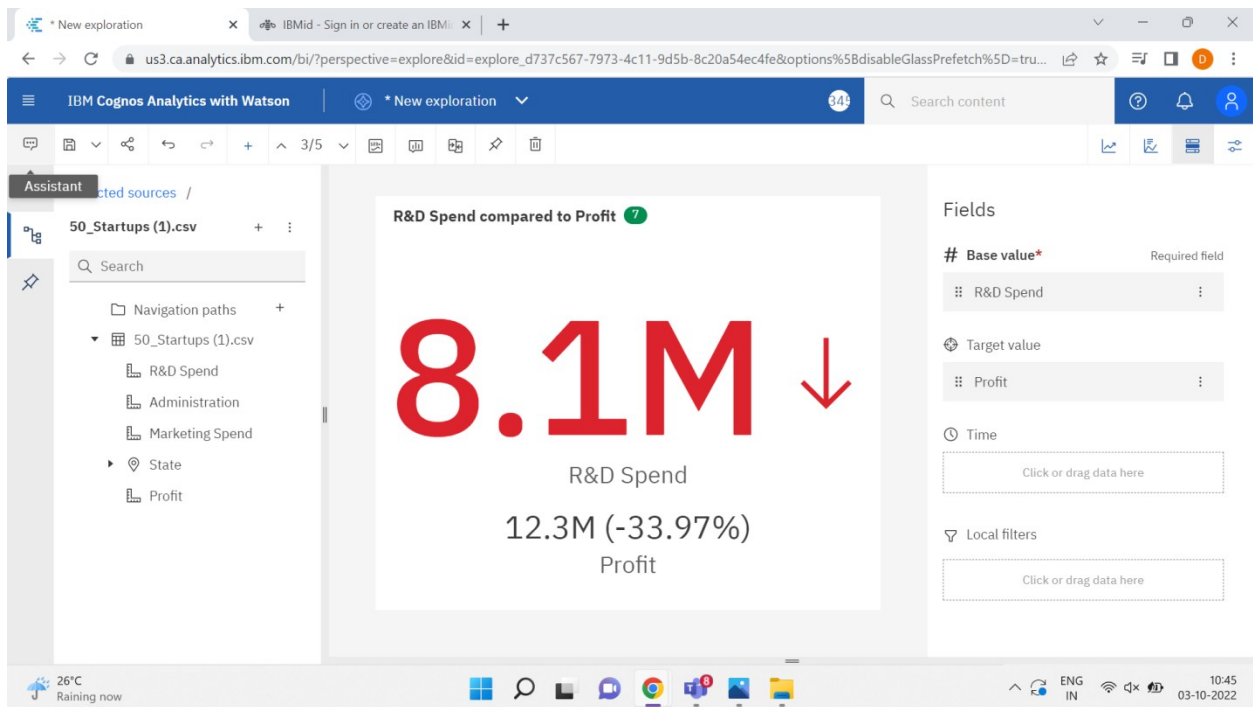 * New exploration
IBMid - Sign in or create an IBMi
us3.ca.analytics.ibm.com/bi/?perspective=explore&id=explore_d737c567-7973-4c11-9d5b-8c20a54ec4fe&options%5BdisableGlassPrefetch%5D=tru...
D
IBM Cognos Analytics with Watson
* New exploration
Search content
3/5
Assistant
cted sources /
50_Startups (1).csv
Search
Navigation paths
50_Startups (1).csv
R&D Spend
Administration
Marketing Spend
State
Profit
R&D Spend compared to Profit 7
8.1M
R&D Spend
12.3M (-33.97%)
Profit
Fields
# Base value* Required field
R&D Spend
Target value
Profit
Time
Click or drag data here
Local filters
Click or drag data here
26°C
Raining now
8
ENG
IN
10:45
03-10-2022